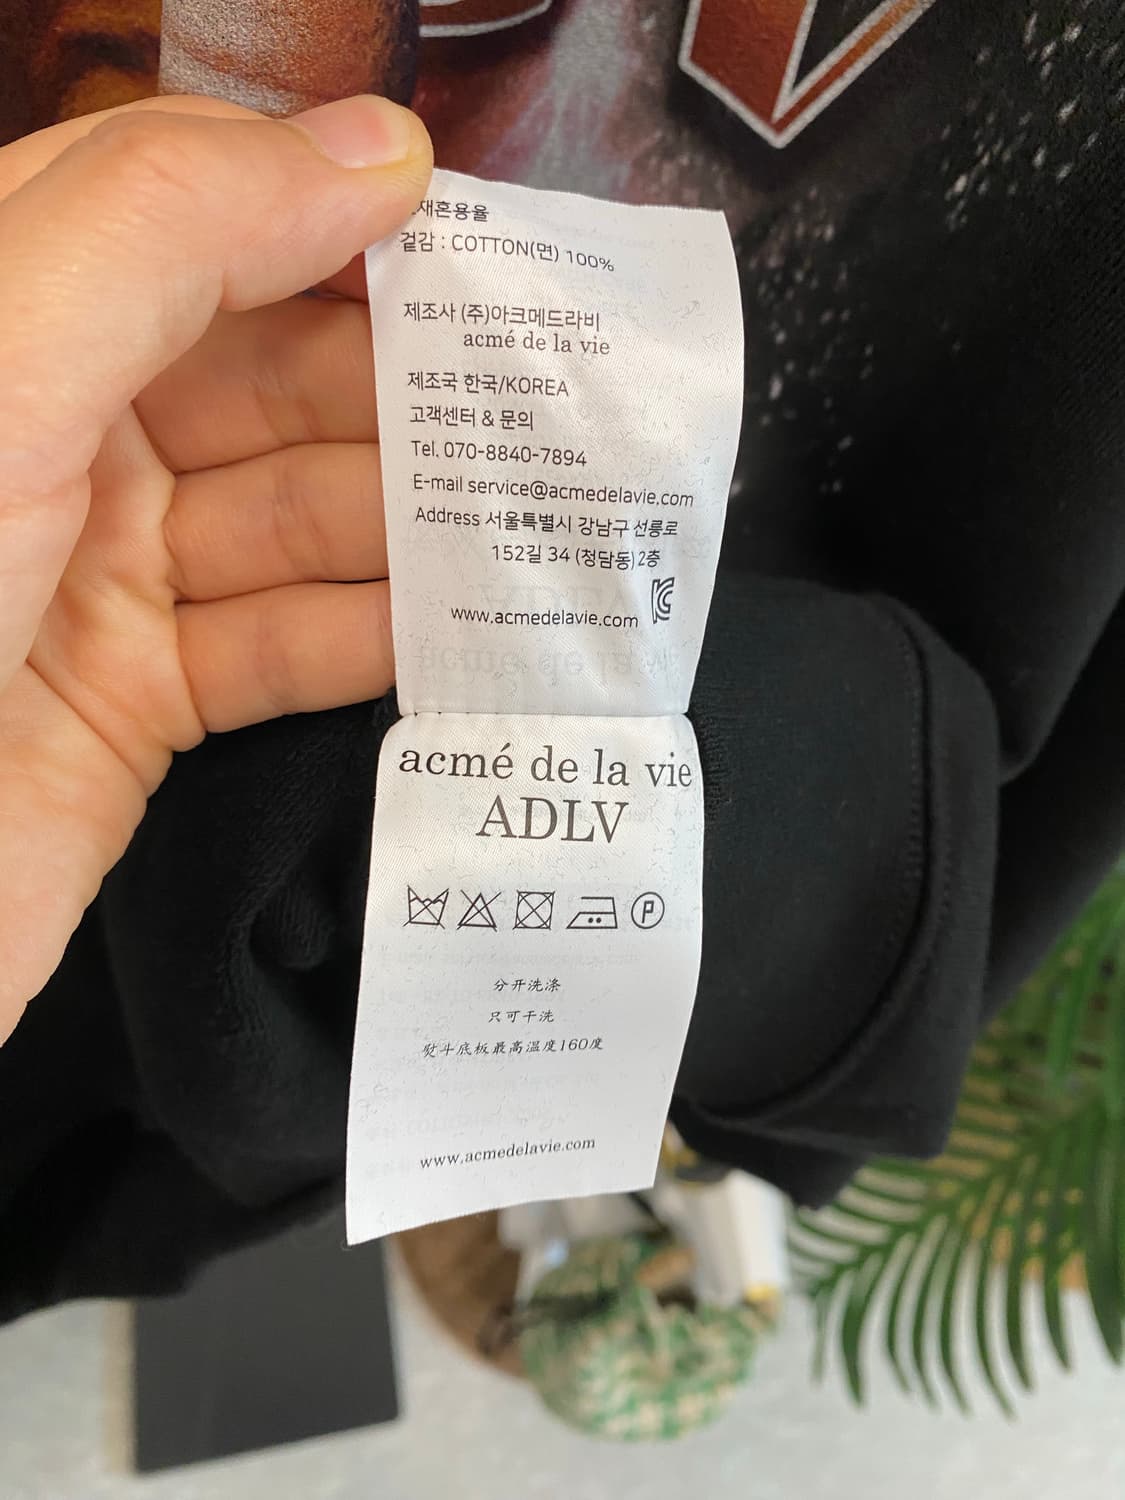 재혼용율
겉감 : COTTON(면) 100%
제조사 (주)아크메드라비
acmé de la vie
제조국 한국/KOREA
고객센터 & 문의
Tel. 070-8840-7894
E-mail service@acmedelavie.com
Address 서울특별시 강남구 선릉로
152길 34 (청담동) 2층
www.acmedelavie.com
acmé de la vie
ADLV
P
分开洗涤
只可干洗
熨斗底板最高温度160度
www.acmedelavie.com